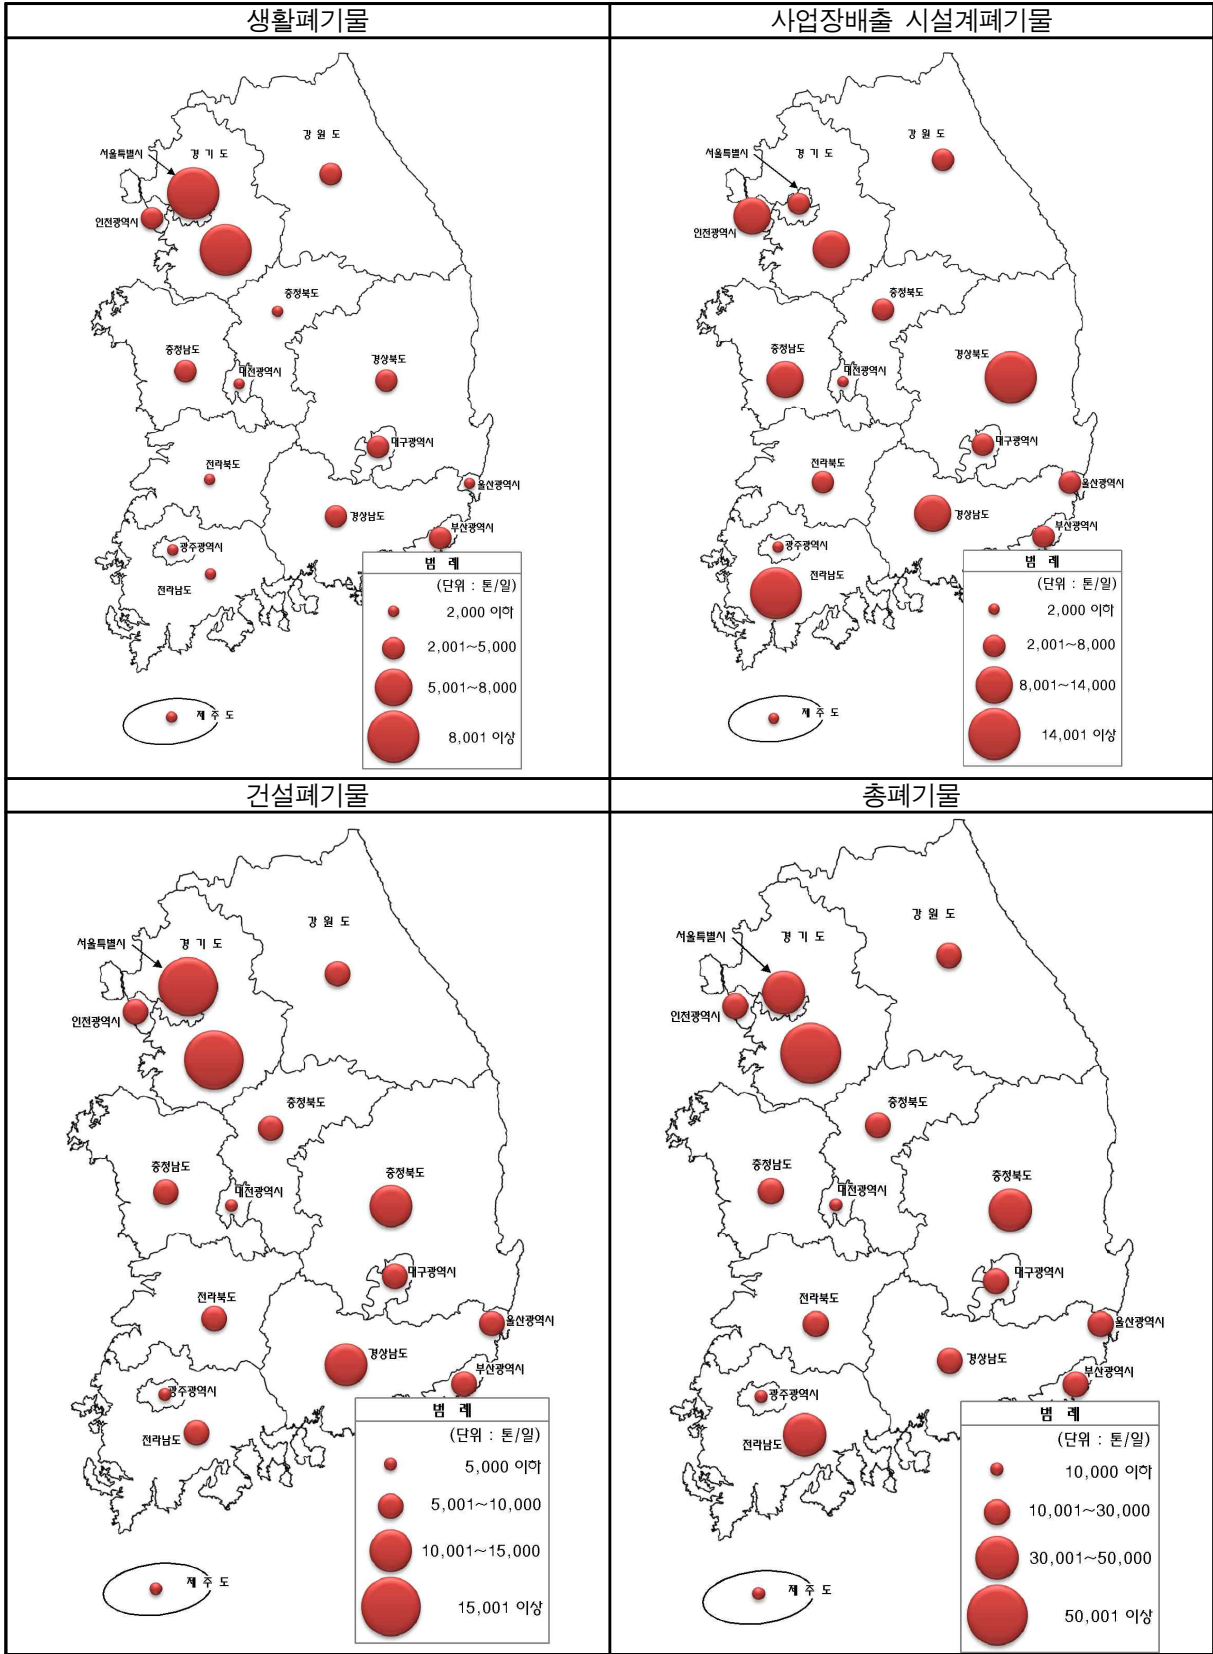 생활폐기물
강 원 도
서울특별시
경 기 도
인천광역시
충청북도
충청남도
대전광역시
경상북도
대구광역시
전라북도
울산광역시
경상남도
부산광역시
광주광역시
전라남도
제 주 도
범 례
(단위 : 톤/일)
2,000 이하
2,001~5,000
5,001~8,000
8,001 이상
사업장배출 시설계폐기물
강 원 도
서울특별시
경 기 도
인천광역시
충청북도
충청남도
대전광역시
경상북도
대구광역시
전라북도
울산광역시
경상남도
부산광역시
광주광역시
전라남도
제 주 도
범 례
(단위 : 톤/일)
2,000 이하
2,001~8,000
8,001~14,000
14,001 이상
건설폐기물
강 원 도
서울특별시
경 기 도
인천광역시
충청북도
충청남도
대전광역시
충청북도
대구광역시
전라북도
울산광역시
경상남도
부산광역시
광주광역시
전라남도
제 주 도
범 례
(단위 : 톤/일)
5,000 이하
5,001~10,000
10,001~15,000
15,001 이상
총폐기물
강 원 도
서울특별시
경 기 도
인천광역시
충청북도
충청남도
대전광역시
충청북도
대구광역시
전라북도
울산광역시
경상남도
부산광역시
광주광역시
전라남도
제 주 도
범 례
(단위 : 톤/일)
10,000 이하
10,001~30,000
30,001~50,000
50,001 이상